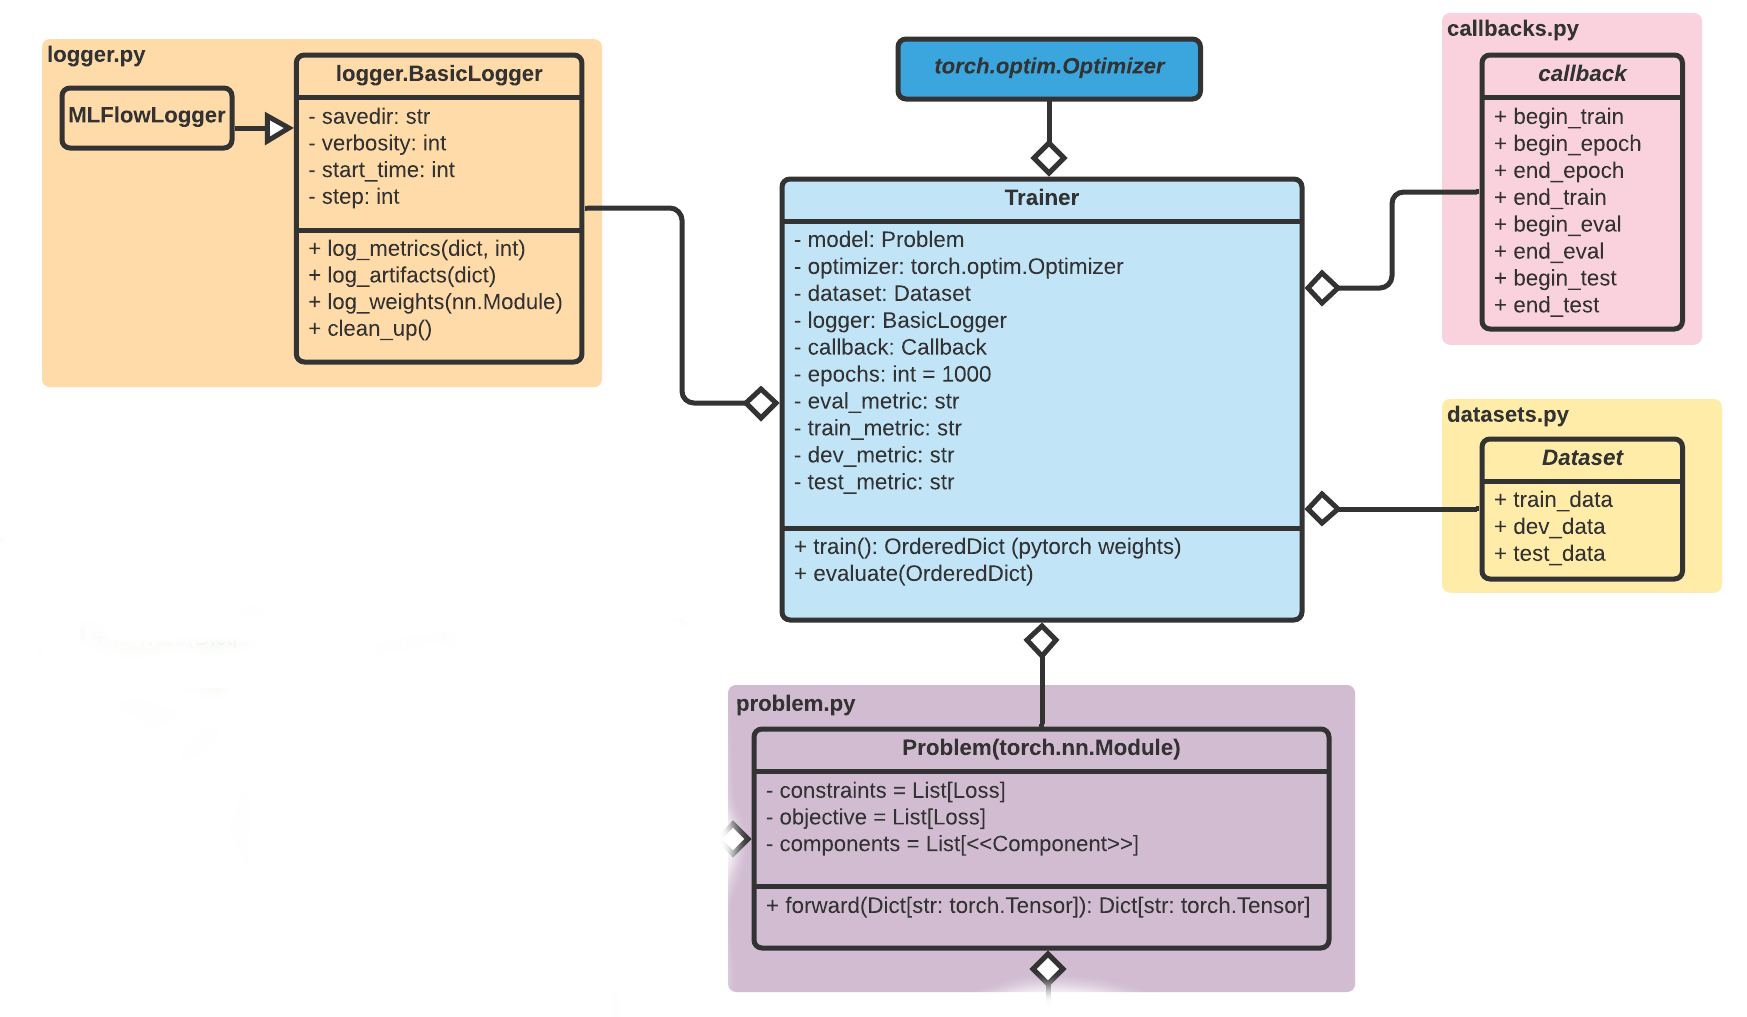 logger.py
MLFlowLogger
logger.BasicLogger
- savedir: str
- verbosity: int
- start_time: int
- step: int
+ log_metrics(dict, int)
+ log_artifacts(dict)
+ log_weights(nn.Module)
+ clean_up()
torch.optim.Optimizer
Trainer
- model: Problem
- optimizer: torch.optim.Optimizer
- dataset: Dataset
- logger: BasicLogger
- callback: Callback
- epochs: int = 1000
- eval_metric: str
- train_metric: str
- dev_metric: str
- test_metric: str
+ train(): OrderedDict (pytorch weights)
+ evaluate(OrderedDict)
callbacks.py
callback
+ begin_train
+ begin_epoch
+ end_epoch
+ end_train
+ begin_eval
+ end_eval
+ begin_test
+ end_test
datasets.py
Dataset
+ train_data
+ dev_data
+ test_data
problem.py
Problem(torch.nn.Module)
- constraints = List[Loss]
- objective = List[Loss]
- components = List[<<Component>>]
+ forward(Dict[str: torch.Tensor]): Dict[str: torch.Tensor]